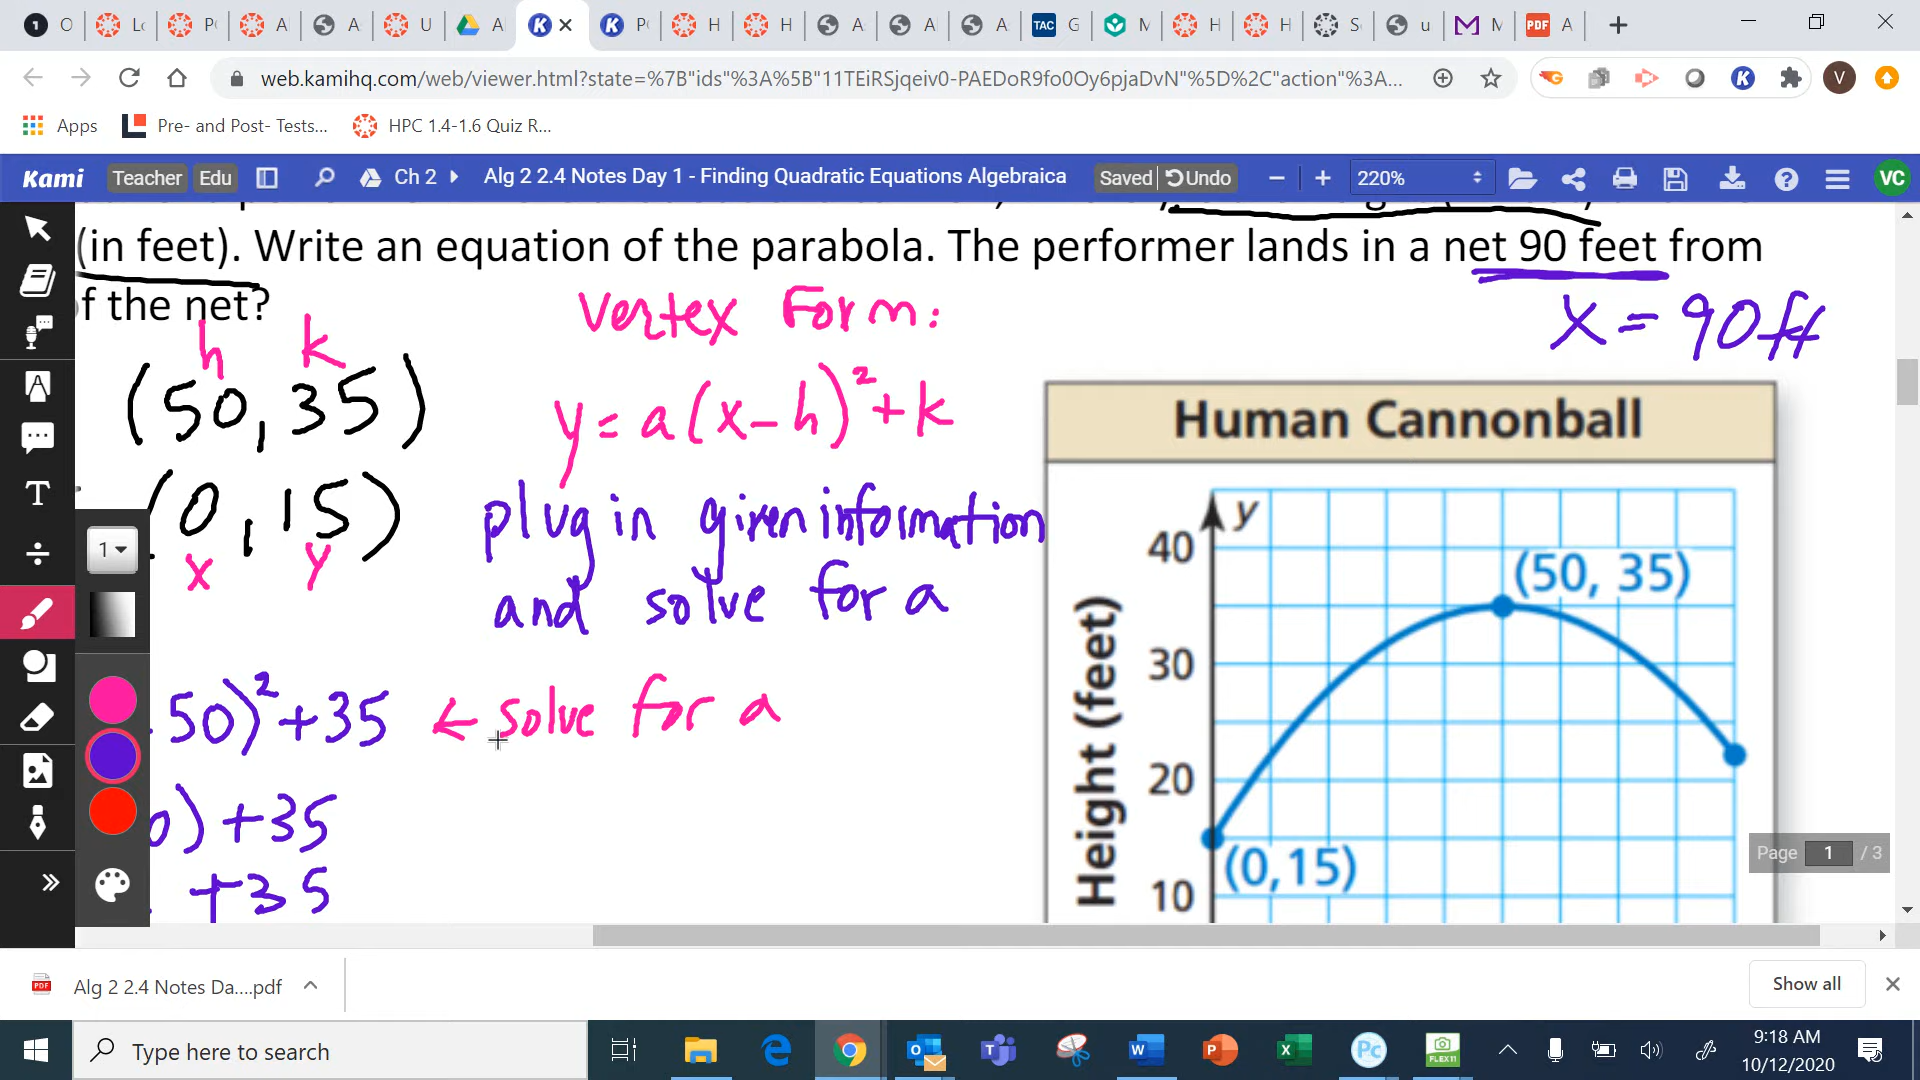 web.kamihq.com/web/viewer.html?state=%7B"ids"%3A%5B"11TEiRSjqeiv0-PAEDoR9fo0Oy6pjaDvN"%5D%2C"action"%3A...
Apps Pre- and Post- Tests... HPC 1.4-1.6 Quiz R...
Kami Teacher Edu Ch 2 Alg 2 2.4 Notes Day 1 - Finding Quadratic Equations Algebraica Saved Undo 220% VC
(in feet). Write an equation of the parabola. The performer lands in a net 90 feet from
of the net?
x = 90ft
Vertex Form:
h k
(50, 35)
y = a(x-h)²+k
(0, 15)
x y
plug in given information
and solve for a
50)²+35 ← solve for a
0) +35
+35
Human Cannonball
y
40
(50, 35)
30
20
(0,15)
10
Height (feet)
Page 1 / 3
Alg 2 2.4 Notes Da....pdf
Show all
Type here to search
9:18 AM
10/12/2020